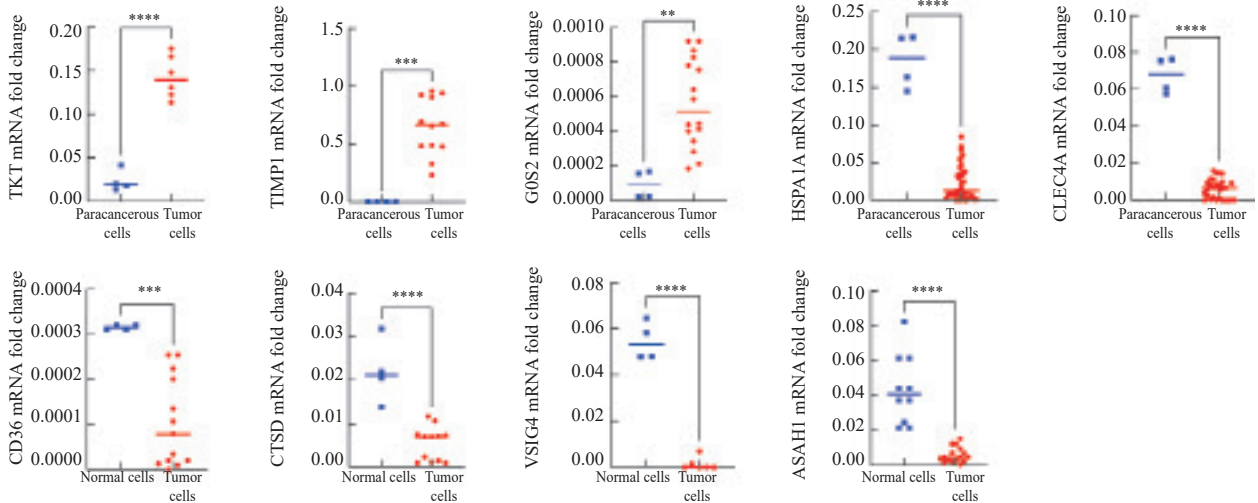 TKT mRNA fold change
0.20
0.15
0.10
0.05
0.00
****
Paracancerous Tumor
cells cells
TIMP1 mRNA fold change
1.5
1.0
0.5
0.0
***
Paracancerous Tumor
cells cells
G0S2 mRNA fold change
0.0010
0.0008
0.0006
0.0004
0.0002
0.0000
**
Paracancerous Tumor
cells cells
HSPA1A mRNA fold change
0.25
0.20
0.15
0.10
0.05
0.00
****
Paracancerous Tumor
cells cells
CLEC4A mRNA fold change
0.10
0.08
0.06
0.04
0.02
0.00
****
Paracancerous Tumor
cells cells
CD36 mRNA fold change
0.0004
0.0003
0.0002
0.0001
0.0000
***
Normal cells Tumor
cells
CTSD mRNA fold change
0.04
0.03
0.02
0.01
0.00
****
Normal cells Tumor
cells
VSIG4 mRNA fold change
0.08
0.06
0.04
0.02
0.00
****
Normal cells Tumor
cells
ASAH1 mRNA fold change
0.10
0.08
0.06
0.04
0.02
0.00
****
Normal cells Tumor
cells